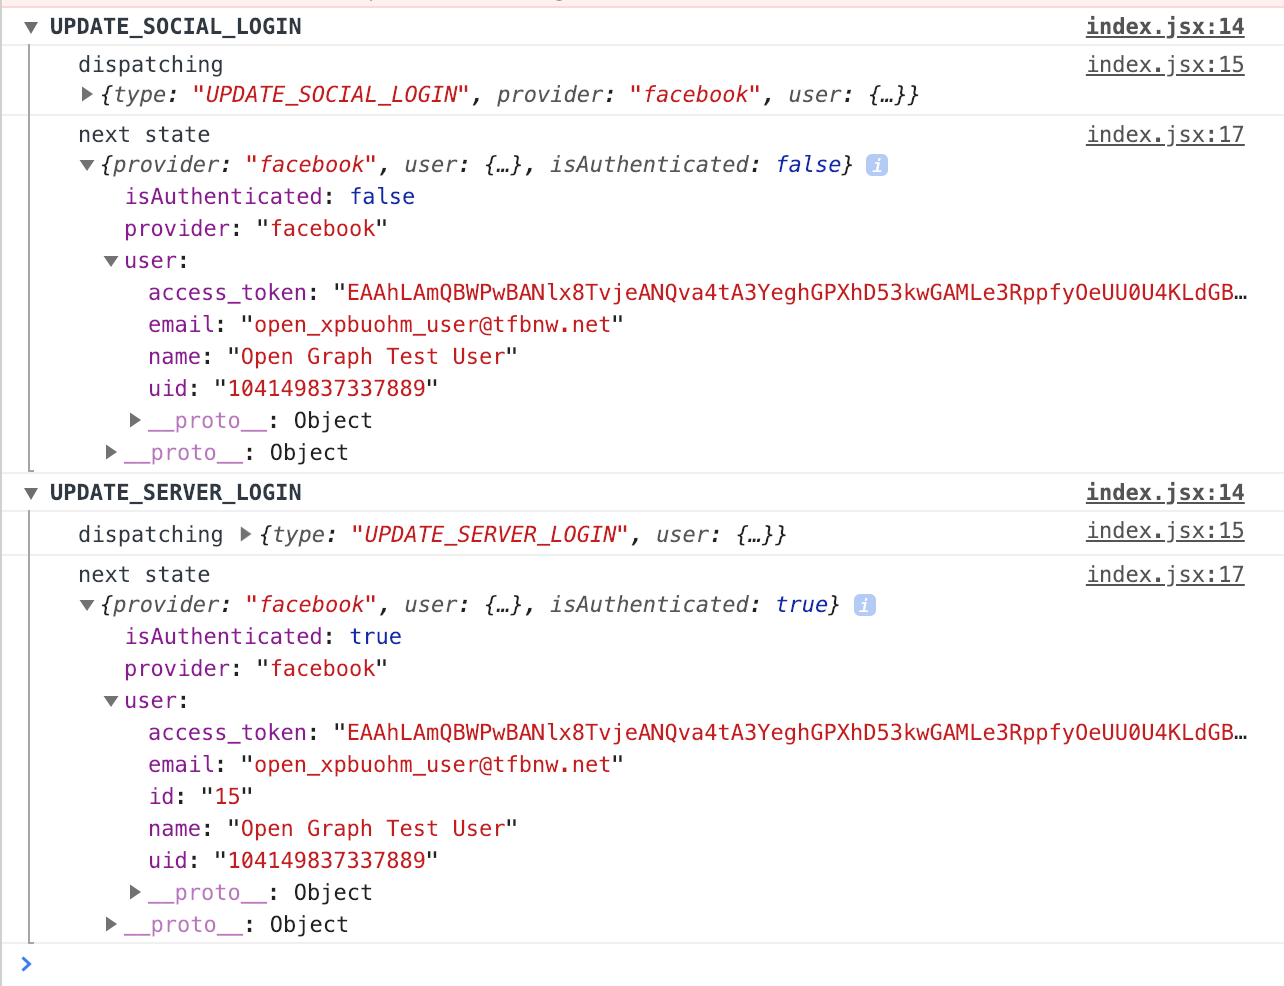 UPDATE_SOCIAL_LOGIN index.jsx:14
dispatching index.jsx:15
{type: "UPDATE_SOCIAL_LOGIN", provider: "facebook", user: {…}}
next state index.jsx:17
{provider: "facebook", user: {…}, isAuthenticated: false} i
isAuthenticated: false
provider: "facebook"
user:
access_token: "EAAhLAmQBWPwBANlx8TvjeANQva4tA3YeghGPXhD53kwGAMLe3RppfyOeUU0U4KLdGB…
email: "open_xpbuohm_user@tfbnw.net"
name: "Open Graph Test User"
uid: "104149837337889"
__proto__: Object
__proto__: Object
UPDATE_SERVER_LOGIN index.jsx:14
dispatching {type: "UPDATE_SERVER_LOGIN", user: {…}} index.jsx:15
next state index.jsx:17
{provider: "facebook", user: {…}, isAuthenticated: true} i
isAuthenticated: true
provider: "facebook"
user:
access_token: "EAAhLAmQBWPwBANlx8TvjeANQva4tA3YeghGPXhD53kwGAMLe3RppfyOeUU0U4KLdGB…
email: "open_xpbuohm_user@tfbnw.net"
id: "15"
name: "Open Graph Test User"
uid: "104149837337889"
__proto__: Object
__proto__: Object